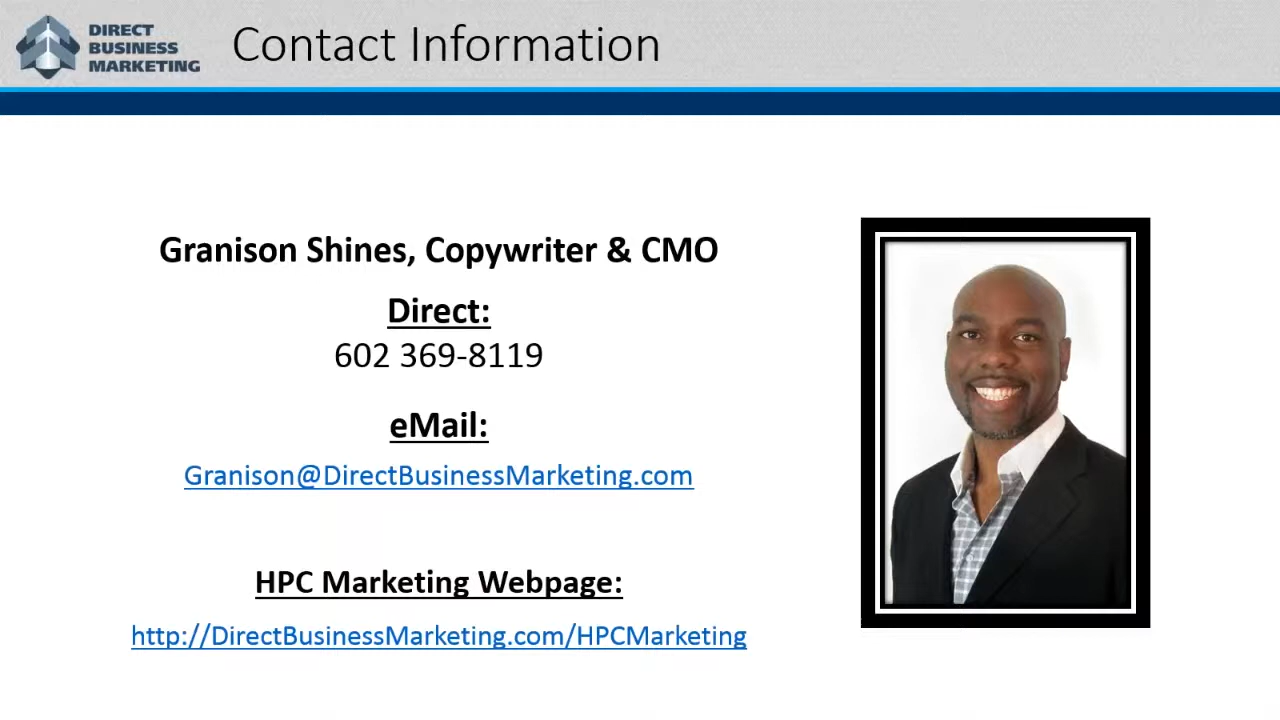 DIRECT
BUSINESS
MARKETING
Contact Information
Granison Shines, Copywriter & CMO
Direct:
602 369-8119
eMail:
Granison@DirectBusinessMarketing.com
HPC Marketing Webpage:
http://DirectBusinessMarketing.com/HPCMarketing